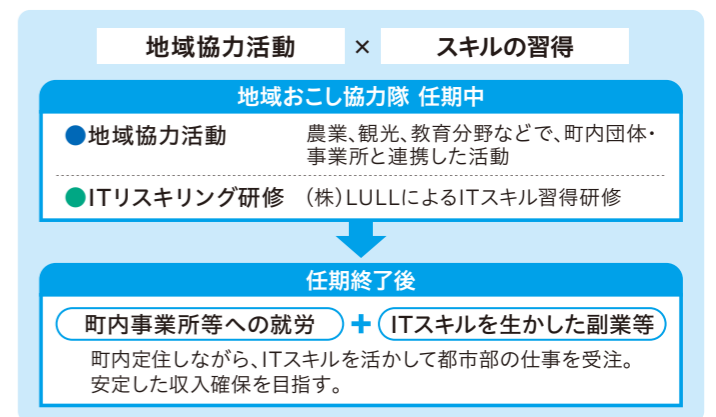 地域協力活動 × スキルの習得
地域おこし協力隊 任期中
●地域協力活動 農業、観光、教育分野などで、町内団体・
事業所と連携した活動
●ITリスキリング研修 (株)LULLによるITスキル習得研修
任期終了後
町内事業所等への就労 + ITスキルを生かした副業等
町内定住しながら、ITスキルを活かして都市部の仕事を受注。
安定した収入確保を目指す。